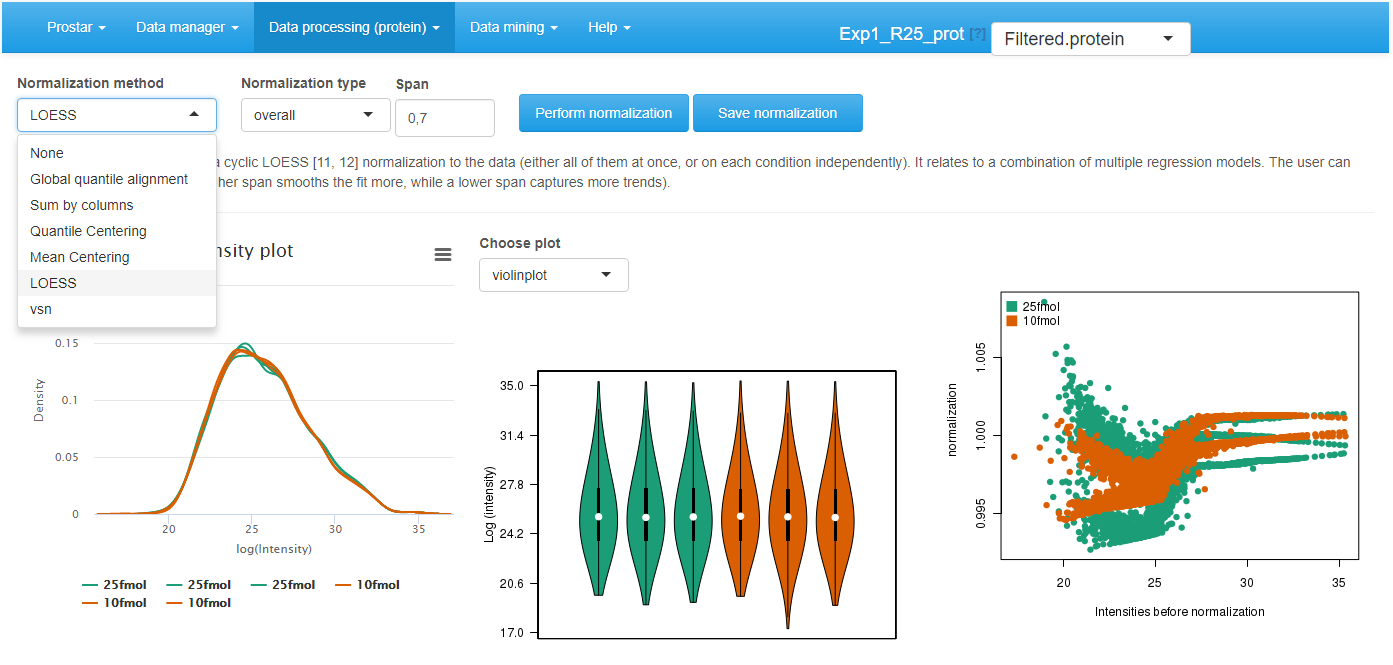 Prostar Data manager Data processing (protein) Data mining Help Exp1_R25_prot [?] Filtered.protein
Normalization method Normalization type Span
LOESS overall 0,7 Perform normalization Save normalization
None
Global quantile alignment
Sum by columns
Quantile Centering
Mean Centering
LOESS
vsn
a cyclic LOESS [11, 12] normalization to the data (either all of them at once, or on each condition independently). It relates to a combination of multiple regression models. The user can
her span smooths the fit more, while a lower span captures more trends).
nsity plot
Choose plot
violinplot
0.15
0.1
0.05
0
Density
20 25 30 35
log(Intensity)
25fmol 25fmol 25fmol 10fmol
10fmol 10fmol
35.0
31.4
27.8
24.2
20.6
17.0
Log (intensity)
25fmol
10fmol
1.005
1.000
0.995
normalization
20 25 30 35
Intensities before normalization